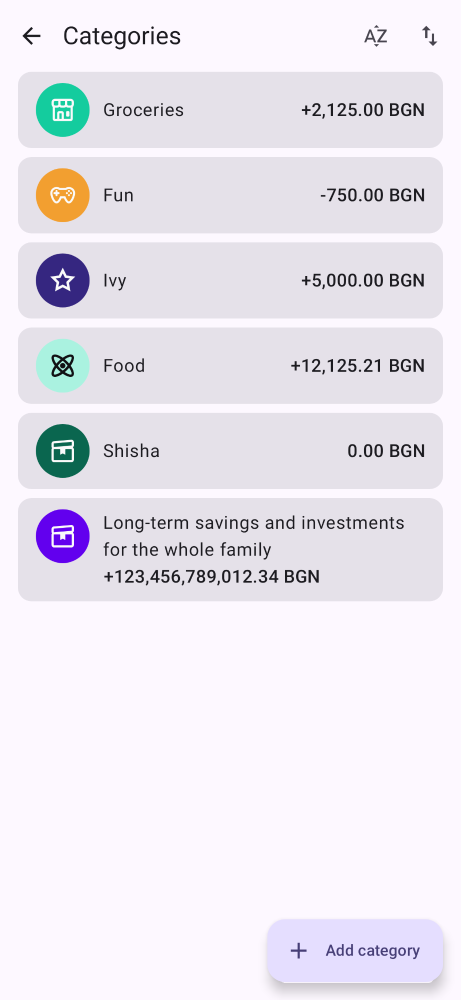 Categories
AZ
Groceries
+2,125.00 BGN
Fun
-750.00 BGN
Ivy
+5,000.00 BGN
Food
+12,125.21 BGN
Shisha
0.00 BGN
Long-term savings and investments
for the whole family
+123,456,789,012.34 BGN
Add category